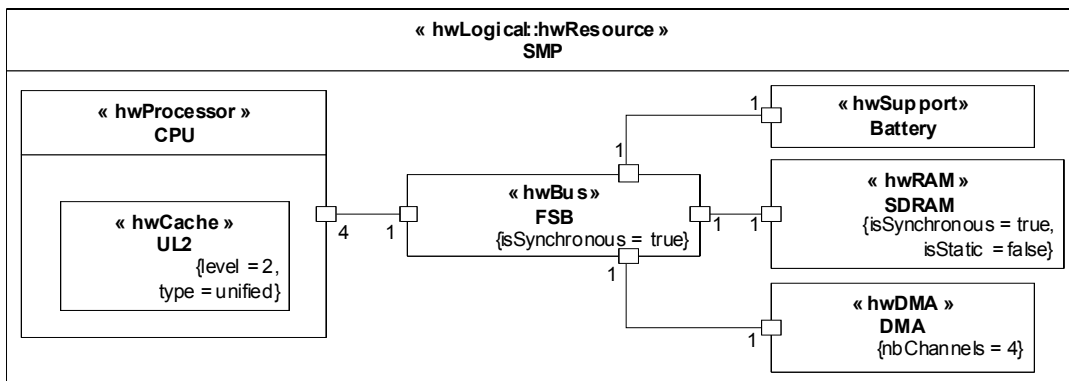 « hwLogical::hwResource »
SMP
« hwProcessor »
CPU
« hwCache »
UL2
{level = 2,
type = unified}
4
1
« hwBus »
FSB
{isSynchronous = true}
1
1
1
1
« hwSupport»
Battery
1
« hwRAM »
SDRAM
{isSynchronous = true,
isStatic = false}
1
« hwDMA »
DMA
{nbChannels = 4}
1